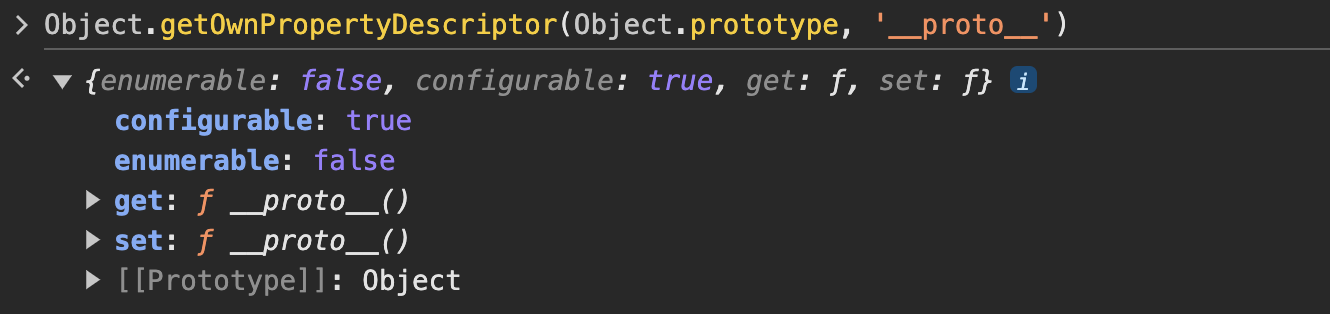 > Object.getOwnPropertyDescriptor(Object.prototype, '__proto__')
{enumerable: false, configurable: true, get: ƒ, set: ƒ} i
configurable: true
enumerable: false
get: ƒ __proto__()
set: ƒ __proto__()
[[Prototype]]: Object